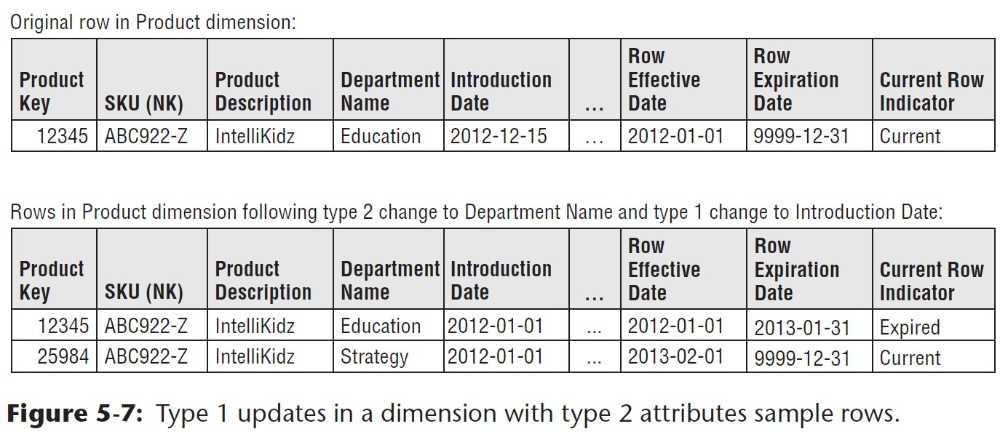 Original row in Product dimension:
Product Key SKU (NK) Product Description Department Name Introduction Date ... Row Effective Date Row Expiration Date Current Row Indicator
12345 ABC922-Z IntelliKidz Education 2012-12-15 ... 2012-01-01 9999-12-31 Current
Rows in Product dimension following type 2 change to Department Name and type 1 change to Introduction Date:
Product Key SKU (NK) Product Description Department Name Introduction Date ... Row Effective Date Row Expiration Date Current Row Indicator
12345 ABC922-Z IntelliKidz Education 2012-01-01 ... 2012-01-01 2013-01-31 Expired
25984 ABC922-Z IntelliKidz Strategy 2012-01-01 ... 2013-02-01 9999-12-31 Current
Figure 5-7: Type 1 updates in a dimension with type 2 attributes sample rows.